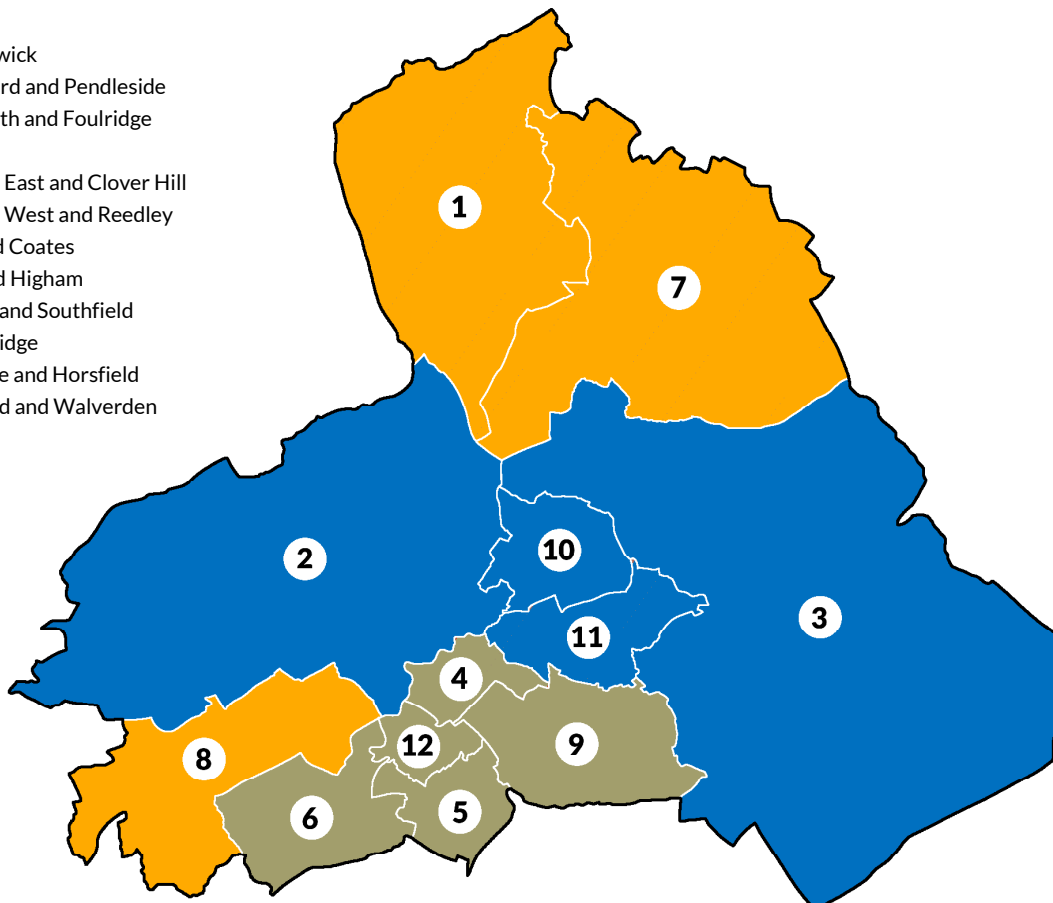 wick
rd and Pendleside
th and Foulridge
East and Clover Hill
West and Reedley
d Coates
d Higham
and Southfield
idge
e and Horsfield
d and Walverden
1
7
2
10
3
11
4
12
9
8
6
5